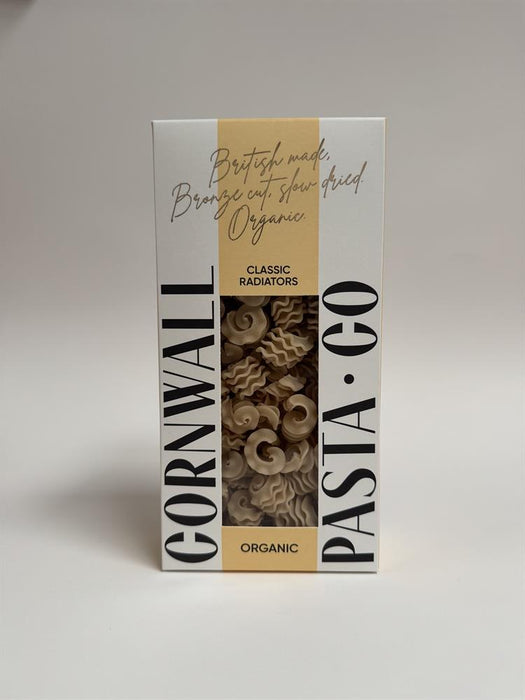 British made,
Bronze cut, slow dried.
Organic.
CLASSIC
RADIATORS
CORNWALL
PASTA • CO
ORGANIC